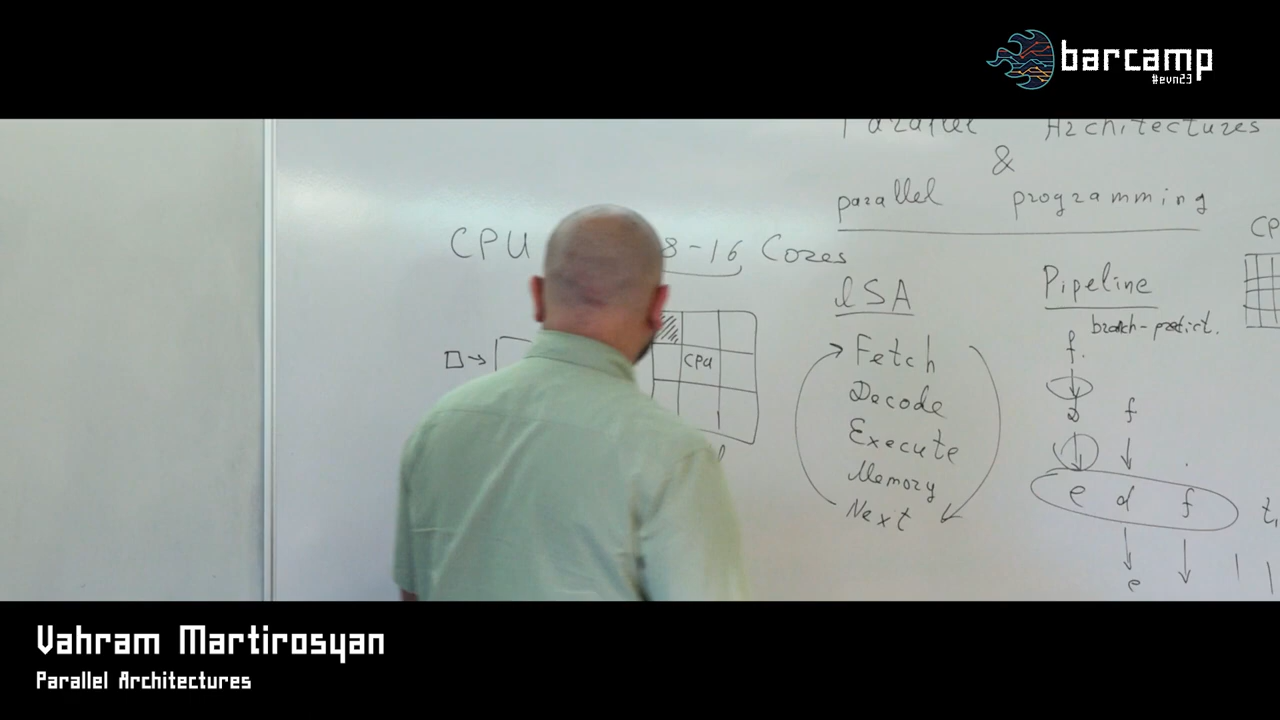 barcamp
#evn23
Parallel Architectures
&
parallel programming
CPU 8-16 Cores
CP
ISA
Pipeline
branch-predict.
Fetch
f.
CPU
Decode
D f
Execute
Memory
e d f
Next
e
Vahram Martirosyan
Parallel Architectures